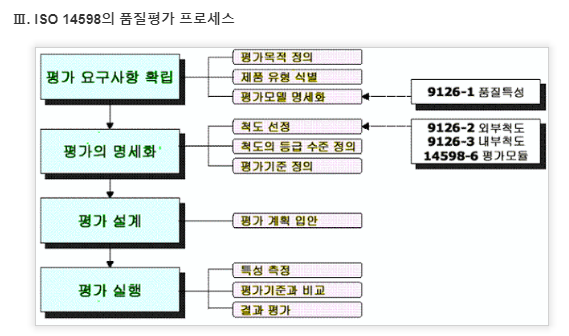 Ⅲ. ISO 14598의 품질평가 프로세스
평가 요구사항 확립
평가목적 정의
제품 유형 식별
평가모델 명세화
9126-1 품질특성
평가의 명세화
척도 선정
척도의 등급 수준 정의
평가기준 정의
9126-2 외부척도
9126-3 내부척도
14598-6 평가모듈
평가 설계
평가 계획 입안
평가 실행
특성 측정
평가기준과 비교
결과 평가